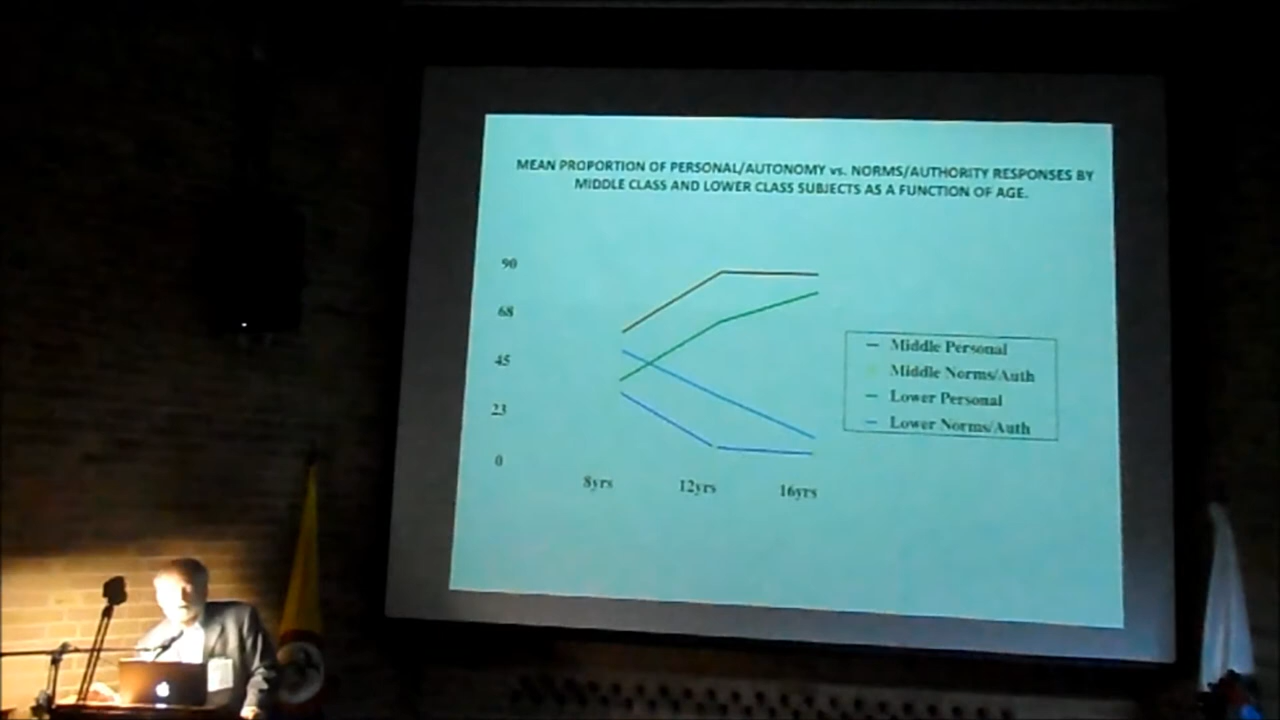 MEAN PROPORTION OF PERSONAL/AUTONOMY vs. NORMS/AUTHORITY RESPONSES BY
MIDDLE CLASS AND LOWER CLASS SUBJECTS AS A FUNCTION OF AGE.
90
68
45
23
0
8yrs 12yrs 16yrs
Middle Personal
Middle Norms/Auth
Lower Personal
Lower Norms/Auth